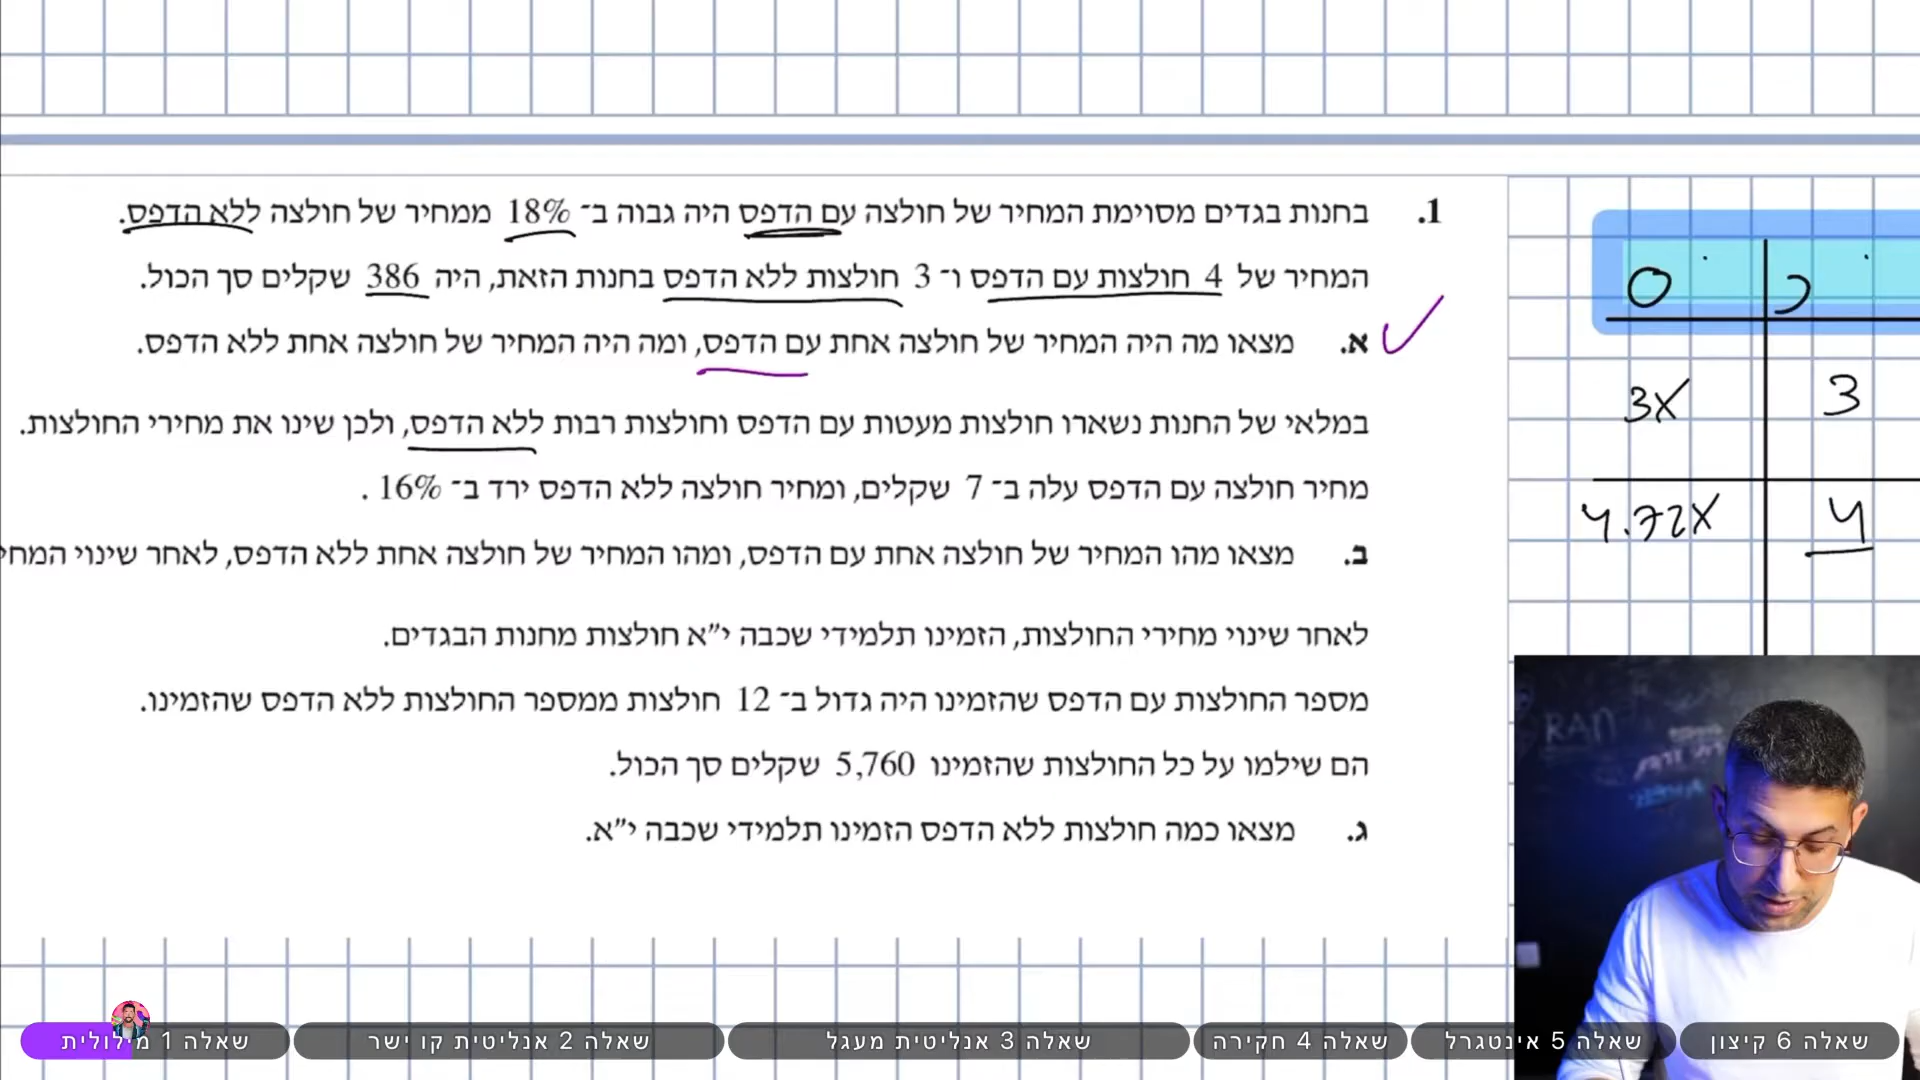 1. בחנות בגדים מסוימת המחיר של חולצה עם הדפס היה גבוה ב־ 18% ממחיר של חולצה ללא הדפס.
המחיר של 4 חולצות עם הדפס ו־ 3 חולצות ללא הדפס בחנות הזאת, היה 386 שקלים סך הכול.
א. מצאו מה היה המחיר של חולצה אחת עם הדפס, ומה היה המחיר של חולצה אחת ללא הדפס.
במלאי של החנות נשארו חולצות מעטות עם הדפס וחולצות רבות ללא הדפס, ולכן שינו את מחירי החולצות.
מחיר חולצה עם הדפס עלה ב־ 7 שקלים, ומחיר חולצה ללא הדפס ירד ב־ 16% .
ב. מצאו מהו המחיר של חולצה אחת עם הדפס, ומהו המחיר של חולצה אחת ללא הדפס, לאחר שינוי המחי
לאחר שינוי מחירי החולצות, הזמינו תלמידי שכבה י״א חולצות מחנות הבגדים.
מספר החולצות עם הדפס שהזמינו היה גדול ב־ 12 חולצות ממספר החולצות ללא הדפס שהזמינו.
הם שילמו על כל החולצות שהזמינו 5,760 שקלים סך הכול.
ג. מצאו כמה חולצות ללא הדפס הזמינו תלמידי שכבה י״א.
3X 3
4.72X 4
RAN
שאלה 1 מילולית
שאלה 2 אנליטית קו ישר
שאלה 3 אנליטית מעגל
שאלה 4 חקירה
שאלה 5 אינטגרל
שאלה 6 קיצון